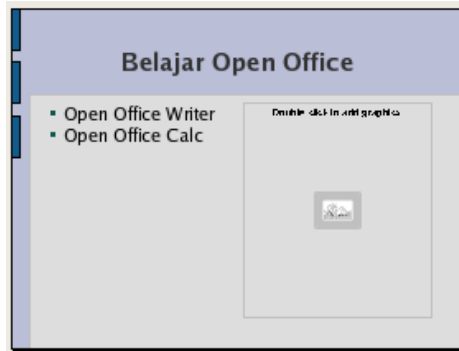 Belajar Open Office
Open Office Writer
Open Office Calc
Double click to add graphics